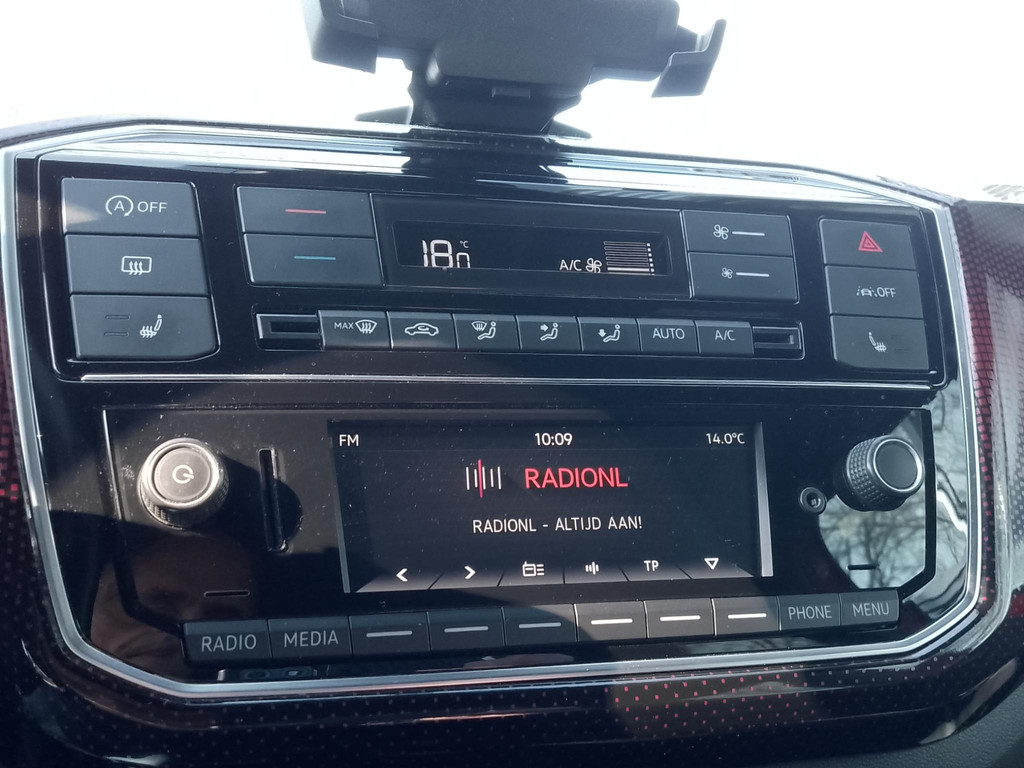 A OFF
18.0 °C
A/C
OFF
MAX
AUTO
A/C
FM 10:09 14.0°C
RADIONL
RADIONL - ALTIJD AAN!
TP
RADIO MEDIA PHONE MENU